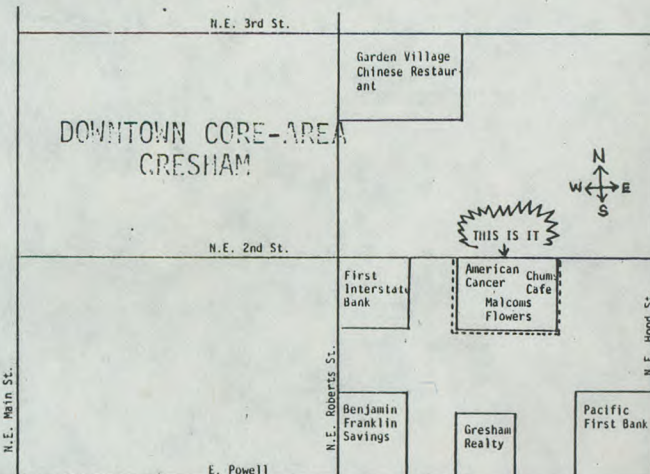 N.E. 3rd St.
Garden Village
Chinese Restaur-
ant
DOWNTOWN CORE-AREA
GRESHAM
N
W E
S
THIS IS IT
N.E. 2nd St.
First
Interstate
Bank
American
Cancer
Chums
Cafe
Malcoms
Flowers
N.E. Main St.
N.E. Roberts St.
N.E. Hood St.
Benjamin
Franklin
Savings
Gresham
Realty
Pacific
First Bank
E. Powell